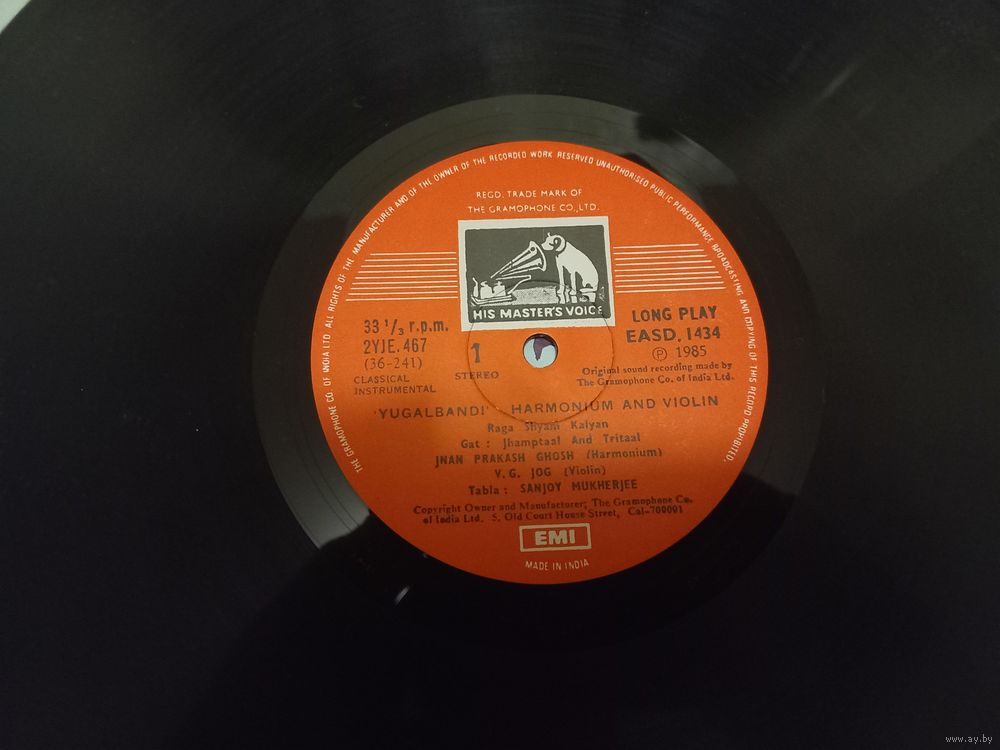 THE GRAMOPHONE CO. OF INDIA LTD. ALL RIGHTS OF THE MANUFACTURER AND OF THE OWNER OF THE RECORDED WORK RESERVED UNAUTHORISED PUBLIC PERFORMANCE BROADCASTING AND COPYING OF THIS RECORD PROHIBITED.
REGD. TRADE MARK OF
THE GRAMOPHONE CO., LTD.
HIS MASTER'S VOICE
33 1/3 r.p.m.
2YJE. 467
(36-241)
CLASSICAL
INSTRUMENTAL
1
STEREO
LONG PLAY
EASD. 1434
Ⓟ 1985
Original sound recording made by
The Gramophone Co. of India Ltd.
'YUGALBANDI' HARMONIUM AND VIOLIN
Raga Shyam Kalyan
Gat : Jhamptaal And Tritaal
JNAN PRAKASH GHOSH (Harmonium)
V. G. JOG (Violin)
Tabla : SANJOY MUKHERJEE
Copyright Owner and Manufacturer; The Gramophone Co.
of India Ltd. 5, Old Court House Street, Cal-700001
EMI
MADE IN INDIA
www.ay.by